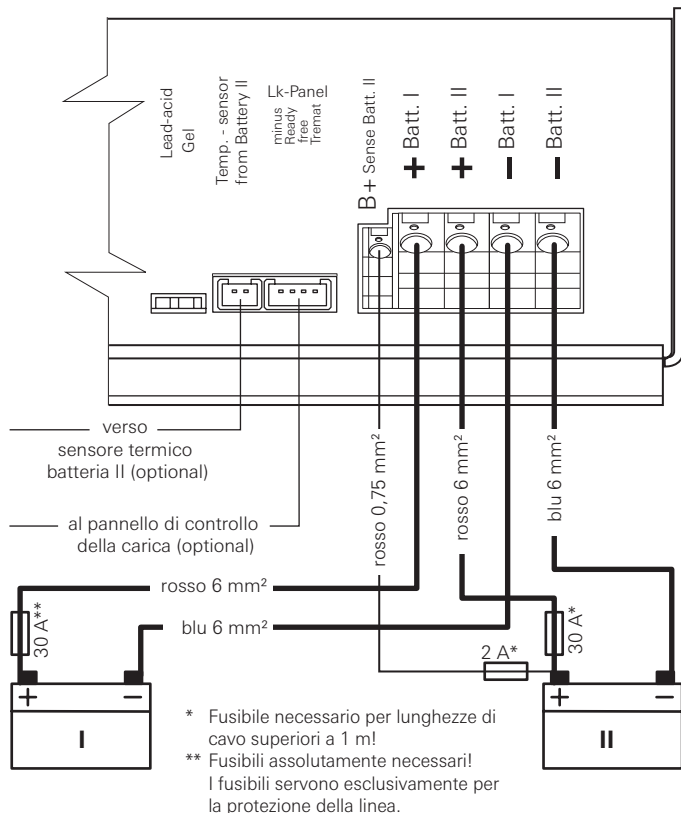 Lead-acid
Gel
Temp. - sensor
from Battery II
Lk-Panel
minus
Ready
free
Tremat
B+ Sense Batt. II
+ Batt. I
+ Batt. II
− Batt. I
− Batt. II
verso
sensore termico
batteria II (optional)
al pannello di controllo
della carica (optional)
rosso 0,75 mm²
rosso 6 mm²
blu 6 mm²
rosso 6 mm²
blu 6 mm²
30 A**
2 A*
30 A*
+ −
I
+ −
II
* Fusibile necessario per lunghezze di
cavo superiori a 1 m!
** Fusibili assolutamente necessari!
I fusibili servono esclusivamente per
la protezione della linea.